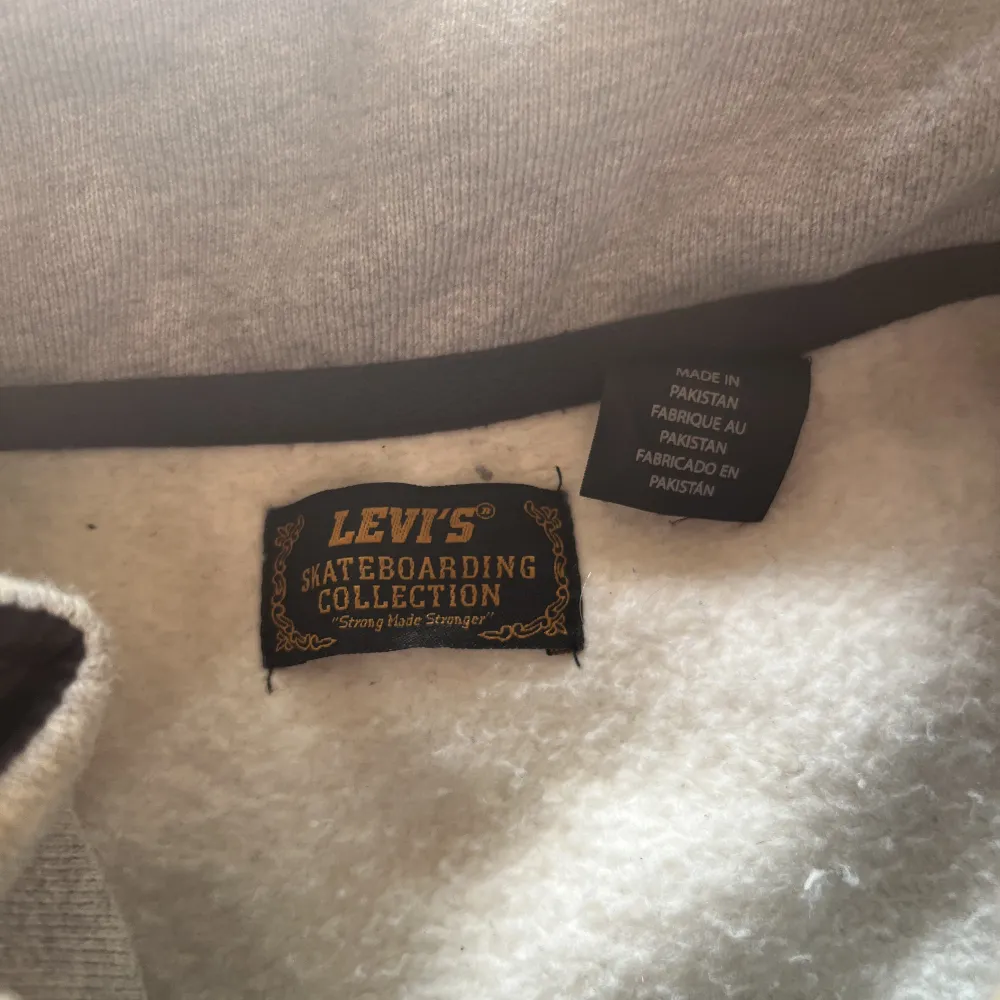 LEVI'S®
SKATEBOARDING
COLLECTION
"Strong Made Stronger"
MADE IN
PAKISTAN
FABRIQUE AU
PAKISTAN
FABRICADO EN
PAKISTÁN